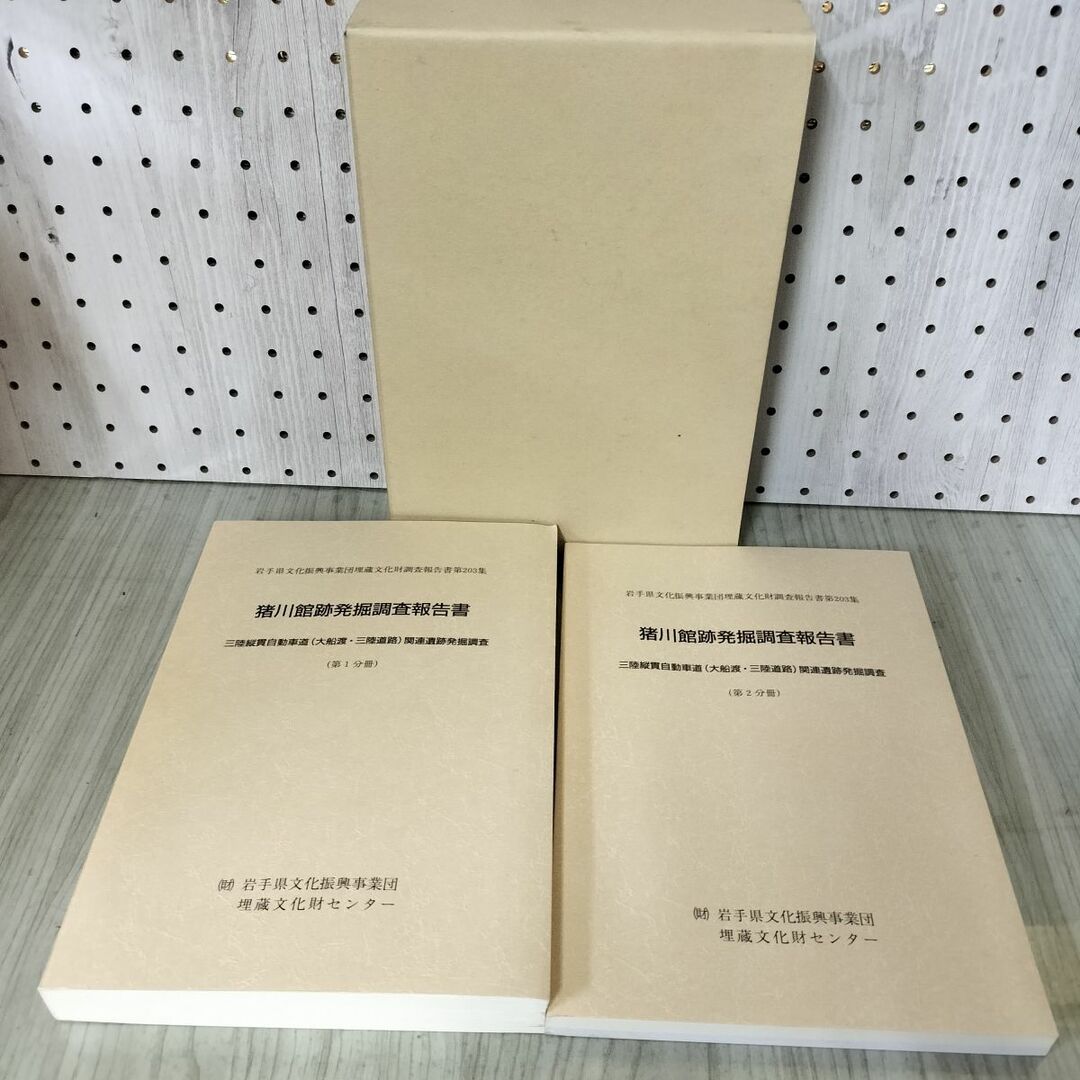 岩手県文化振興事業団埋蔵文化財調査報告書第203集
猪川館跡発掘調査報告書
三陸縦貫自動車道（大船渡・三陸道路）関連遺跡発掘調査
（第1分冊）
㈶ 岩手県文化振興事業団
埋蔵文化財センター
岩手県文化振興事業団埋蔵文化財調査報告書第203集
猪川館跡発掘調査報告書
三陸縦貫自動車道（大船渡・三陸道路）関連遺跡発掘調査
（第2分冊）
㈶ 岩手県文化振興事業団
埋蔵文化財センター